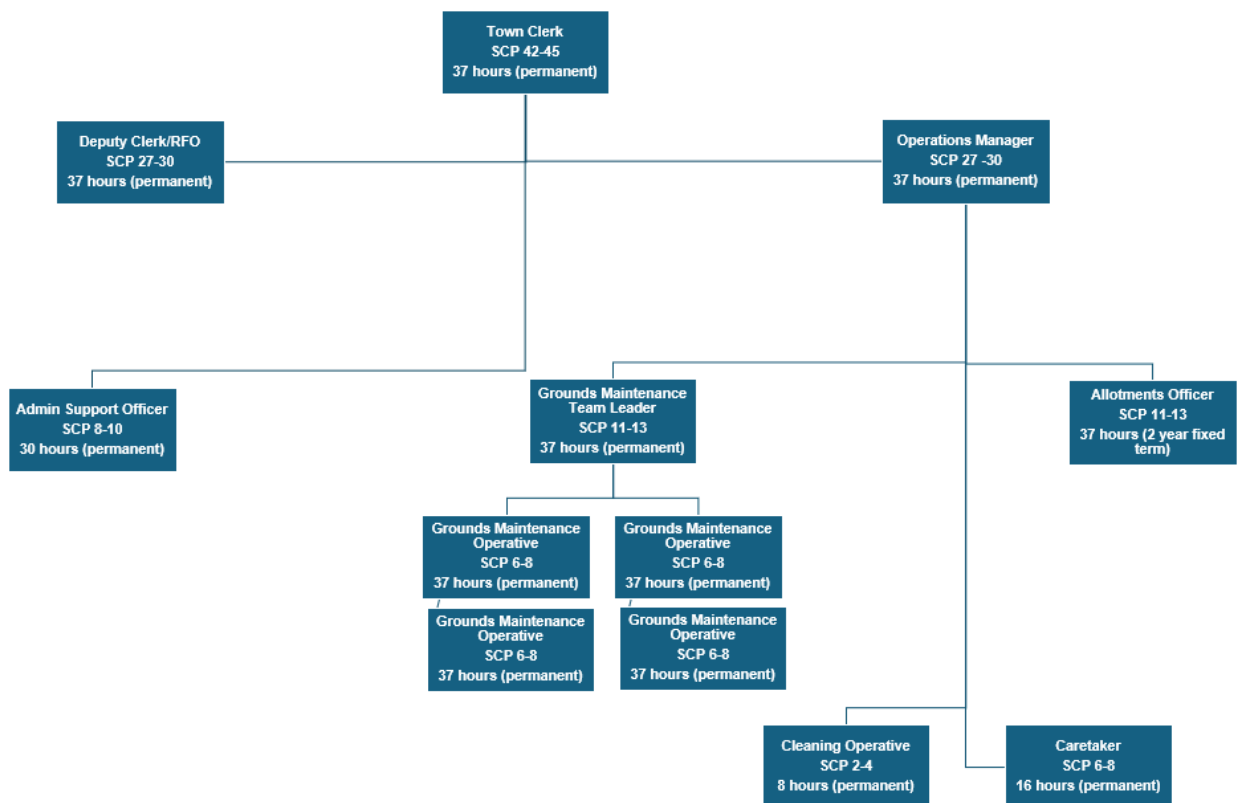 Town Clerk
SCP 42-45
37 hours (permanent)
Deputy Clerk/RFO
SCP 27-30
37 hours (permanent)
Operations Manager
SCP 27 -30
37 hours (permanent)
Admin Support Officer
SCP 8-10
30 hours (permanent)
Grounds Maintenance
Team Leader
SCP 11-13
37 hours (permanent)
Allotments Officer
SCP 11-13
37 hours (2 year fixed
term)
Grounds Maintenance
Operative
SCP 6-8
37 hours (permanent)
Grounds Maintenance
Operative
SCP 6-8
37 hours (permanent)
Grounds Maintenance
Operative
SCP 6-8
37 hours (permanent)
Grounds Maintenance
Operative
SCP 6-8
37 hours (permanent)
Cleaning Operative
SCP 2-4
8 hours (permanent)
Caretaker
SCP 6-8
16 hours (permanent)